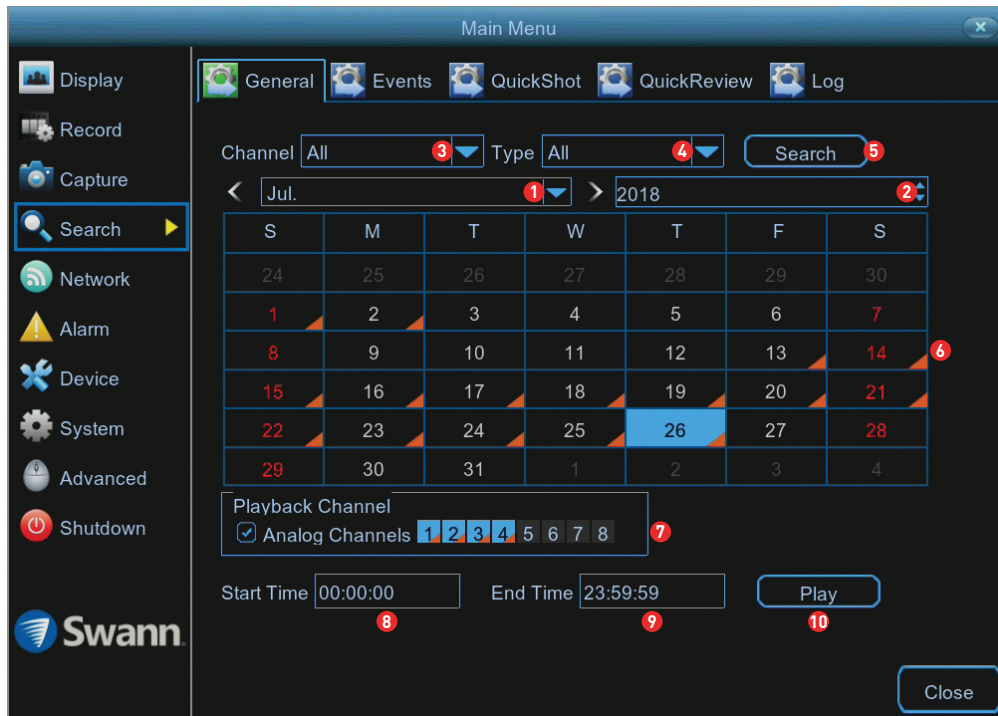 Main Menu
Display
Record
Capture
Search
Network
Alarm
Device
System
Advanced
Shutdown
Swann
General Events QuickShot QuickReview Log
Channel All 3 Type All 4 Search 5
< Jul. 1 > 2018 2
S M T W T F S
24 25 26 27 28 29 30
1 2 3 4 5 6 7
8 9 10 11 12 13 14 6
15 16 17 18 19 20 21
22 23 24 25 26 27 28
29 30 31 1 2 3 4
Playback Channel
Analog Channels 1 2 3 4 5 6 7 8 7
Start Time 00:00:00 End Time 23:59:59 Play
8 9 10
Close